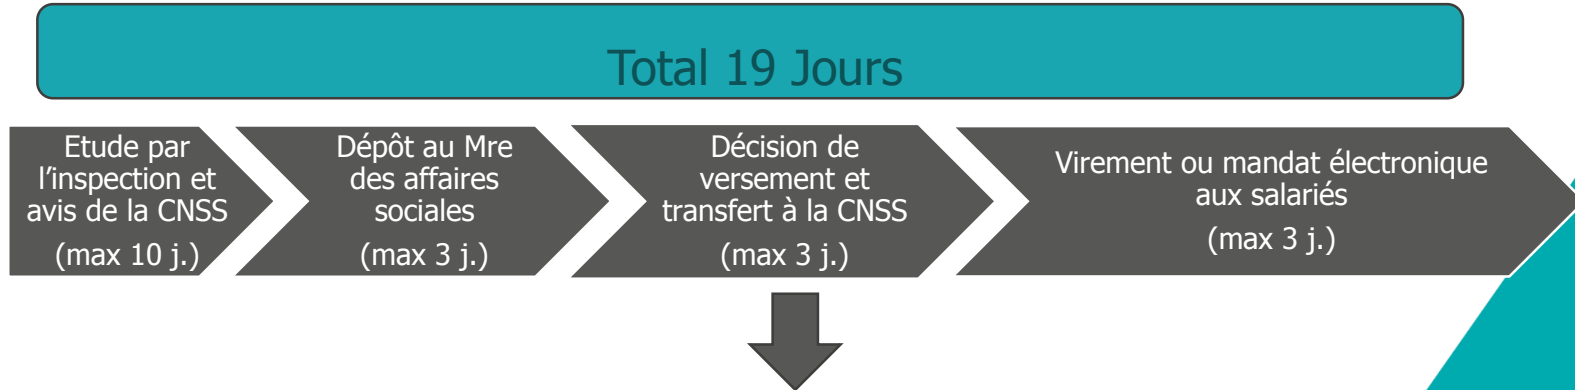 Total 19 Jours
Etude par
l'inspection et
avis de la CNSS
(max 10 j.)
Dépôt au Mre
des affaires
sociales
(max 3 j.)
Décision de
versement et
transfert à la CNSS
(max 3 j.)
Virement ou mandat électronique
aux salariés
(max 3 j.)